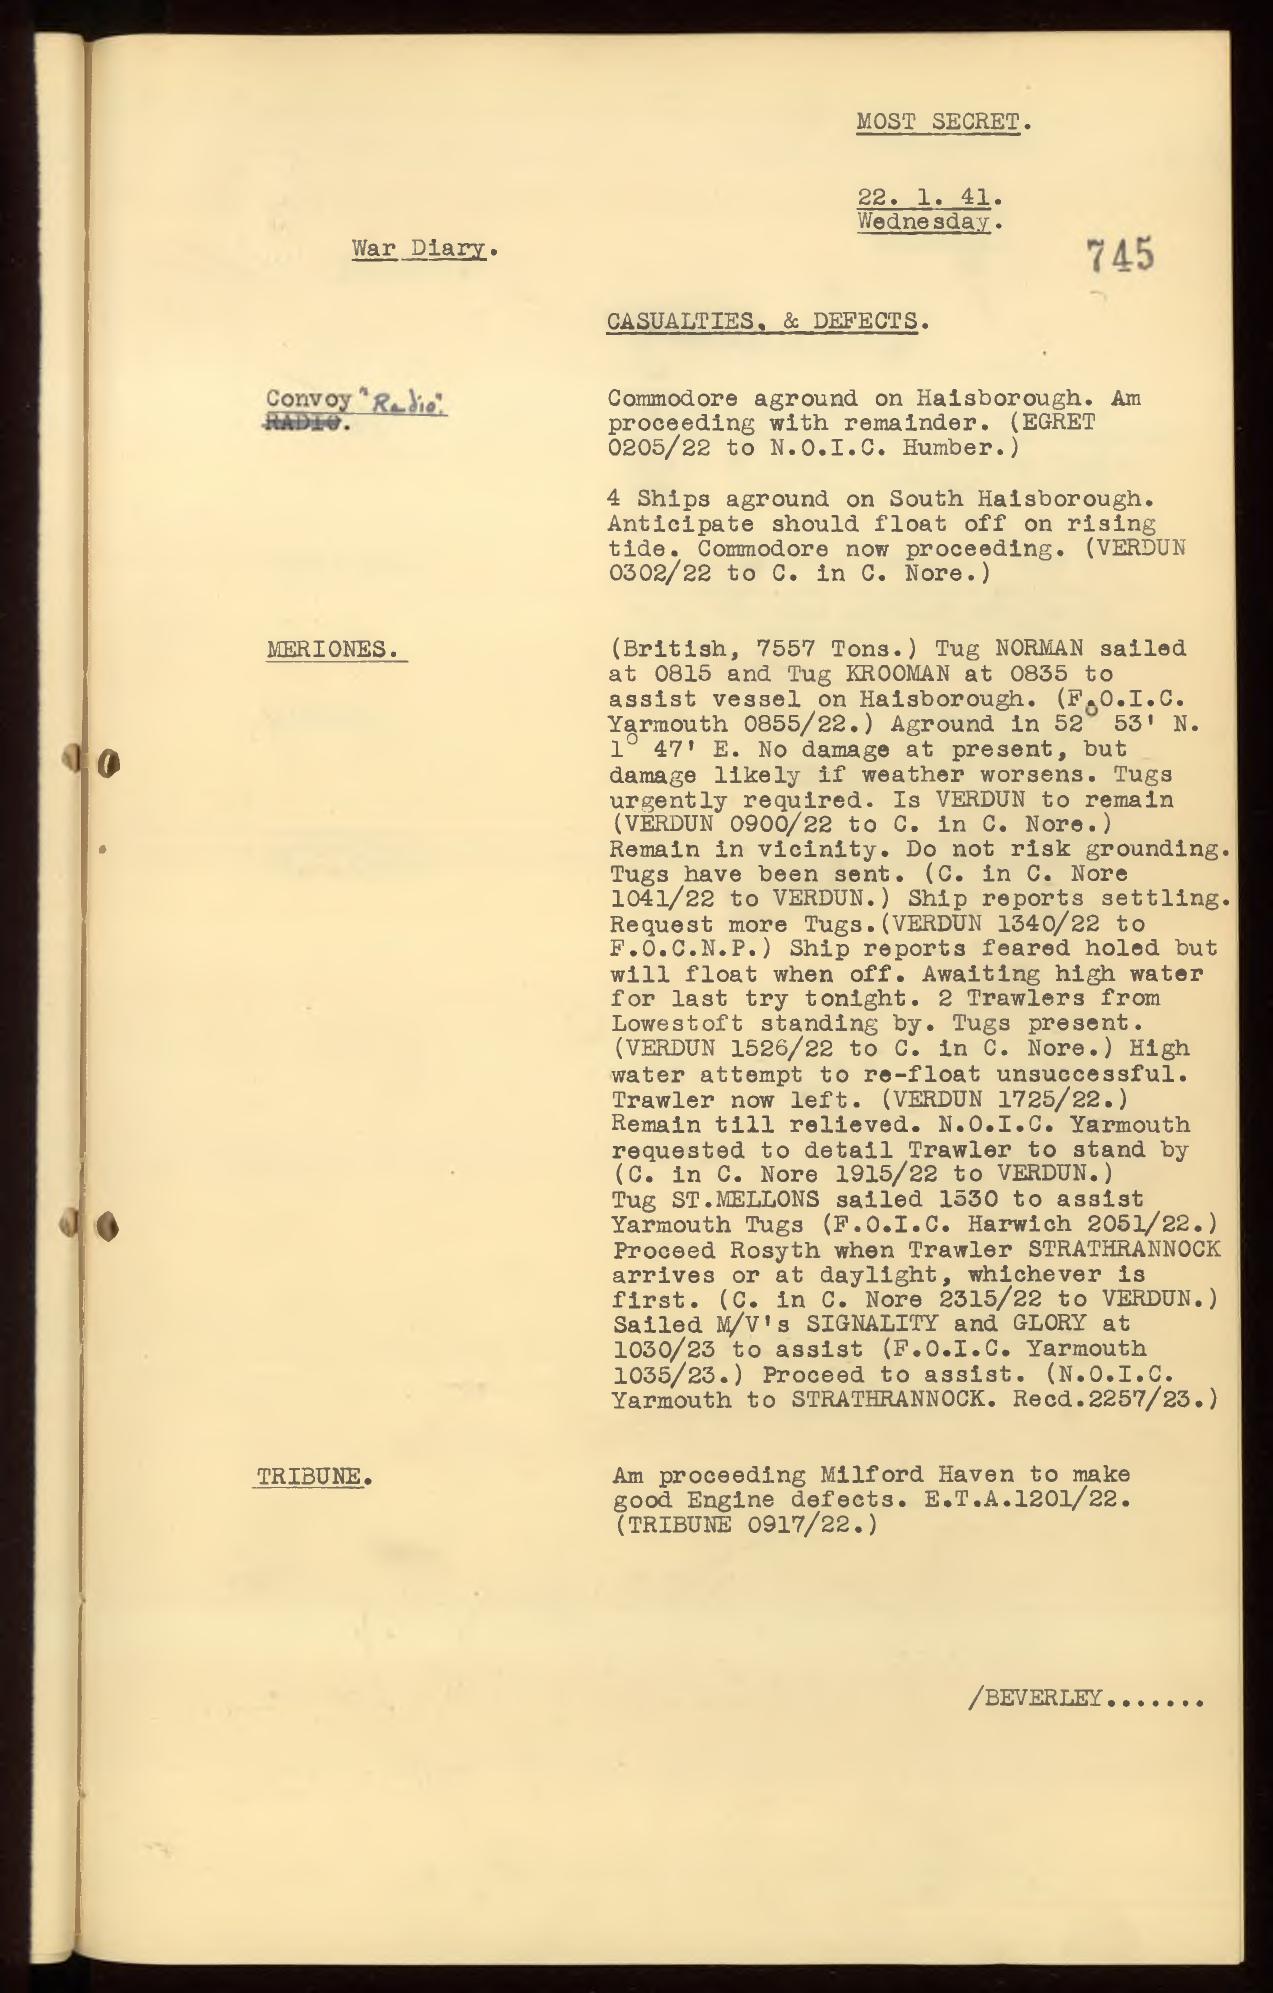 MOST SECRET.
22. 1. 41.
Wednesday.
War Diary.
745
CASUALTIES, & DEFECTS.
Convoy "Radio".
RADIO.
Commodore aground on Haisborough. Am
proceeding with remainder. (EGRET
0205/22 to N.O.I.C. Humber.)
4 Ships aground on South Haisborough.
Anticipate should float off on rising
tide. Commodore now proceeding. (VERDUN
0302/22 to C. in C. Nore.)
MERIONES.
(British, 7557 Tons.) Tug NORMAN sailed
at 0815 and Tug KROOMAN at 0835 to
assist vessel on Haisborough. (F.O.I.C.
Yarmouth 0855/22.) Aground in 52° 53' N.
1° 47' E. No damage at present, but
damage likely if weather worsens. Tugs
urgently required. Is VERDUN to remain
(VERDUN 0900/22 to C. in C. Nore.)
Remain in vicinity. Do not risk grounding.
Tugs have been sent. (C. in C. Nore
1041/22 to VERDUN.) Ship reports settling.
Request more Tugs.(VERDUN 1340/22 to
F.O.C.N.P.) Ship reports feared holed but
will float when off. Awaiting high water
for last try tonight. 2 Trawlers from
Lowestoft standing by. Tugs present.
(VERDUN 1526/22 to C. in C. Nore.) High
water attempt to re-float unsuccessful.
Trawler now left. (VERDUN 1725/22.)
Remain till relieved. N.O.I.C. Yarmouth
requested to detail Trawler to stand by
(C. in C. Nore 1915/22 to VERDUN.)
Tug ST.MELLONS sailed 1530 to assist
Yarmouth Tugs (F.O.I.C. Harwich 2051/22.)
Proceed Rosyth when Trawler STRATHRANNOCK
arrives or at daylight, whichever is
first. (C. in C. Nore 2315/22 to VERDUN.)
Sailed M/V's SIGNALITY and GLORY at
1030/23 to assist (F.O.I.C. Yarmouth
1035/23.) Proceed to assist. (N.O.I.C.
Yarmouth to STRATHRANNOCK. Recd.2257/23.)
TRIBUNE.
Am proceeding Milford Haven to make
good Engine defects. E.T.A.1201/22.
(TRIBUNE 0917/22.)
/BEVERLEY.......